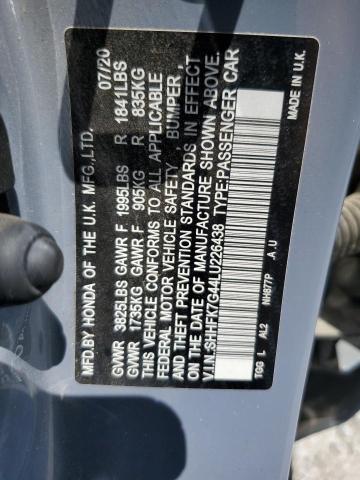 MFD.BY HONDA OF THE U.K. MFG.,LTD. 07/20
GVWR 3825LBS GAWR F 1995LBS R 1841LBS
GVWR 1735KG GAWR F 905KG R 835KG
THIS VEHICLE CONFORMS TO ALL APPLICABLE
FEDERAL MOTOR VEHICLE SAFETY , BUMPER ,
AND THEFT PREVENTION STANDARDS IN EFFECT
ON THE DATE OF MANUFACTURE SHOWN ABOVE.
V.I.N.:SHHFK7G44LU226438 TYPE:PASSENGER CAR
NH877P A.U MADE IN U.K.
TGG L AL2